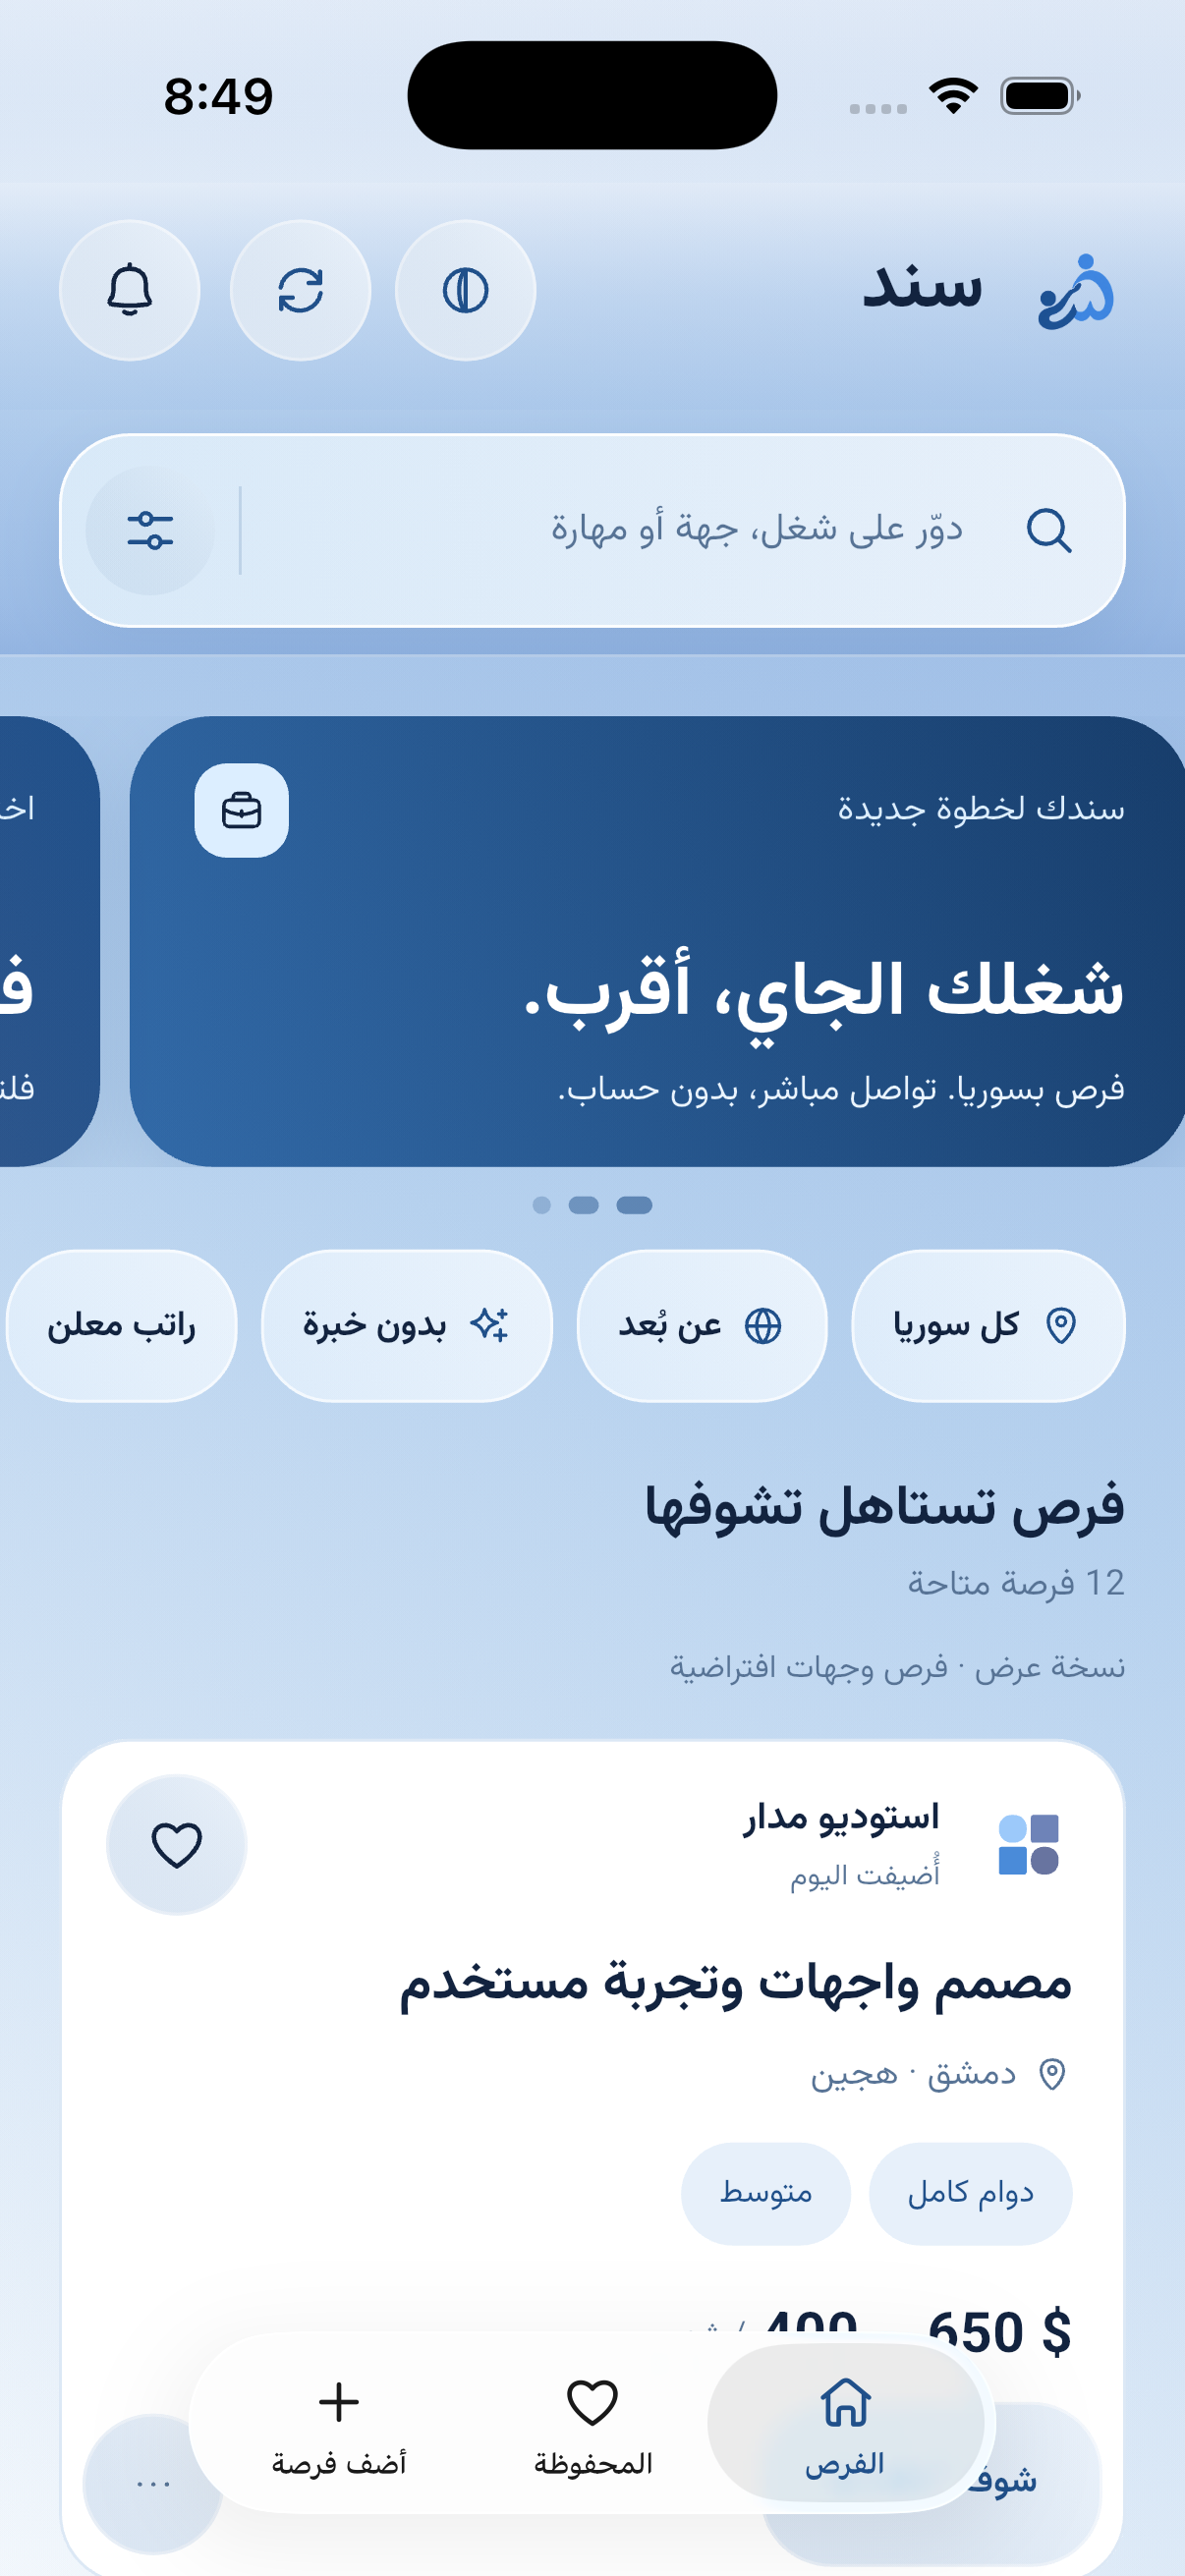 8:49
سند
دوّر على شغل، جهة أو مهارة
سندك لخطوة جديدة
شغلك الجاي، أقرب.
فرص بسوريا. تواصل مباشر، بدون حساب.
كل سوريا
عن بُعد
بدون خبرة
راتب معلن
فرص تستاهل تشوفها
12 فرصة متاحة
نسخة عرض · فرص وجهات افتراضية
استوديو مدار
أُضيفت اليوم
مصمم واجهات وتجربة مستخدم
دمشق · هجين
دوام كامل
متوسط
650 $
400
الفرص
المحفوظة
أضف فرصة